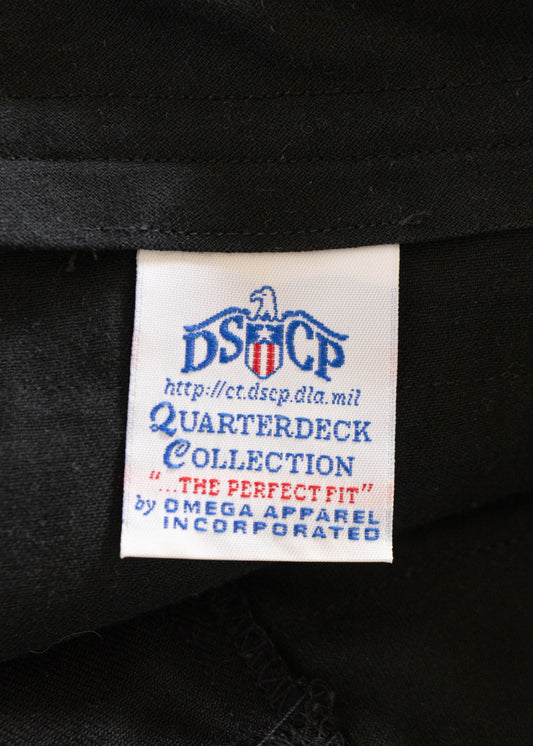 DSCP
http://ct.dscp.dla.mil
QUARTERDECK
COLLECTION
"...THE PERFECT FIT"
by OMEGA APPAREL
INCORPORATED